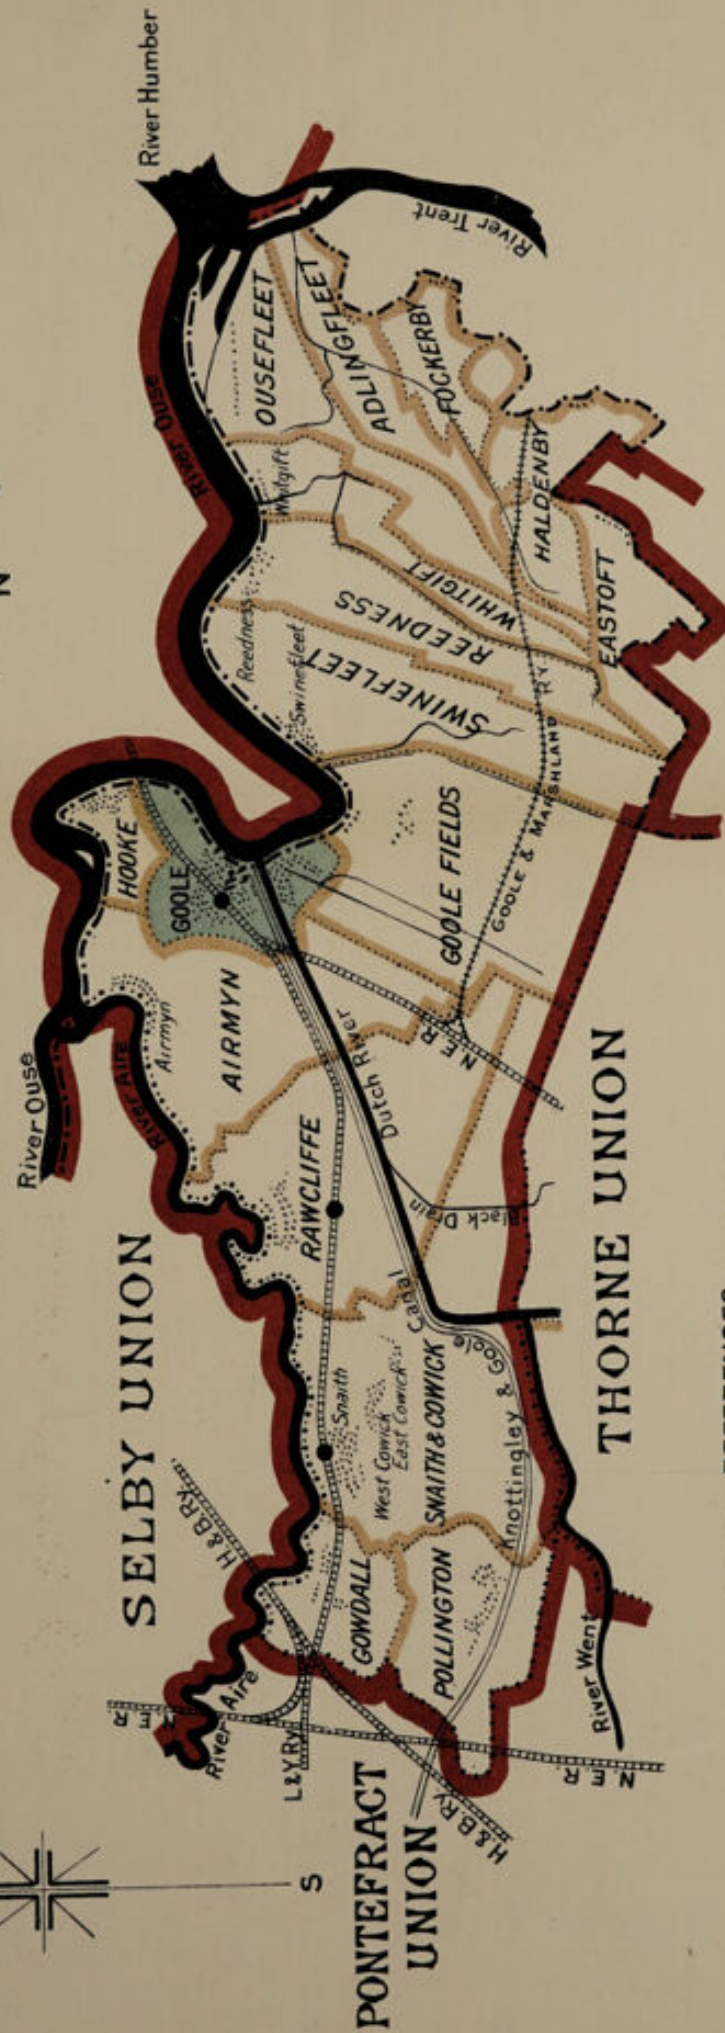 N
River Humber
River Ouse
River Trent
OUSEFLEET
ADLINGFLEET
FOCKERBY
HALDENBY
EASTOFT
Whitgift
WHITGIFT
Reedness
REEDNESS
Swinefleet
SWINEFLEET
GOOLE & MARSHLAND RY
HOOKE
GOOLE
GOOLE FIELDS
River Ouse
River Aire
Airmyn
AIRMYN
N.E.R.
Dutch River
RAWCLIFFE
Black Drain
SELBY UNION
THORNE UNION
Snaith
West Cowick
East Cowick
SNAITH & COWICK
Knottingley & Goole Canal
H.&B.Ry
GOWDALL
POLLINGTON
River Went
River Aire
N.E.R.
L&Y.Ry
N.E.R.
H.&B.Ry
PONTEFRACT
UNION
S